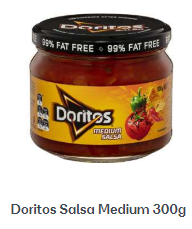 99% FAT FREE • 99% FAT FREE
Doritos
MEDIUM
SALSA
Doritos Salsa Medium 300g